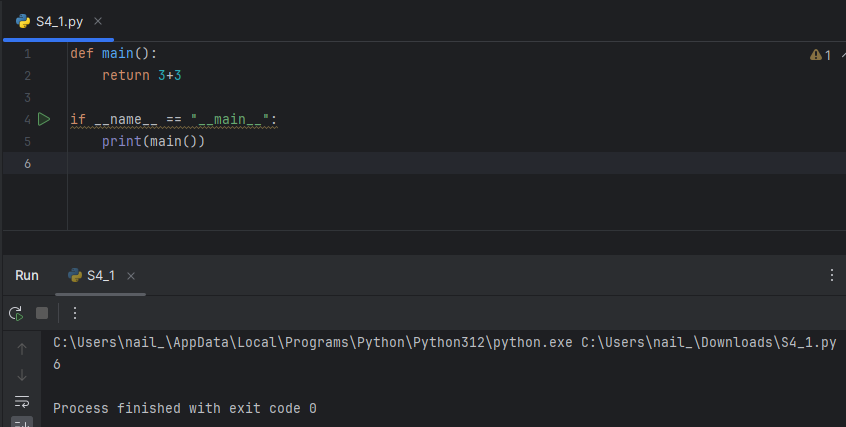 S4_1.py
1 def main():
2     return 3+3
3
4 if __name__ == "__main__":
5     print(main())
6
1
Run S4_1
C:\Users\nail_\AppData\Local\Programs\Python\Python312\python.exe C:\Users\nail_\Downloads\S4_1.py
6
Process finished with exit code 0